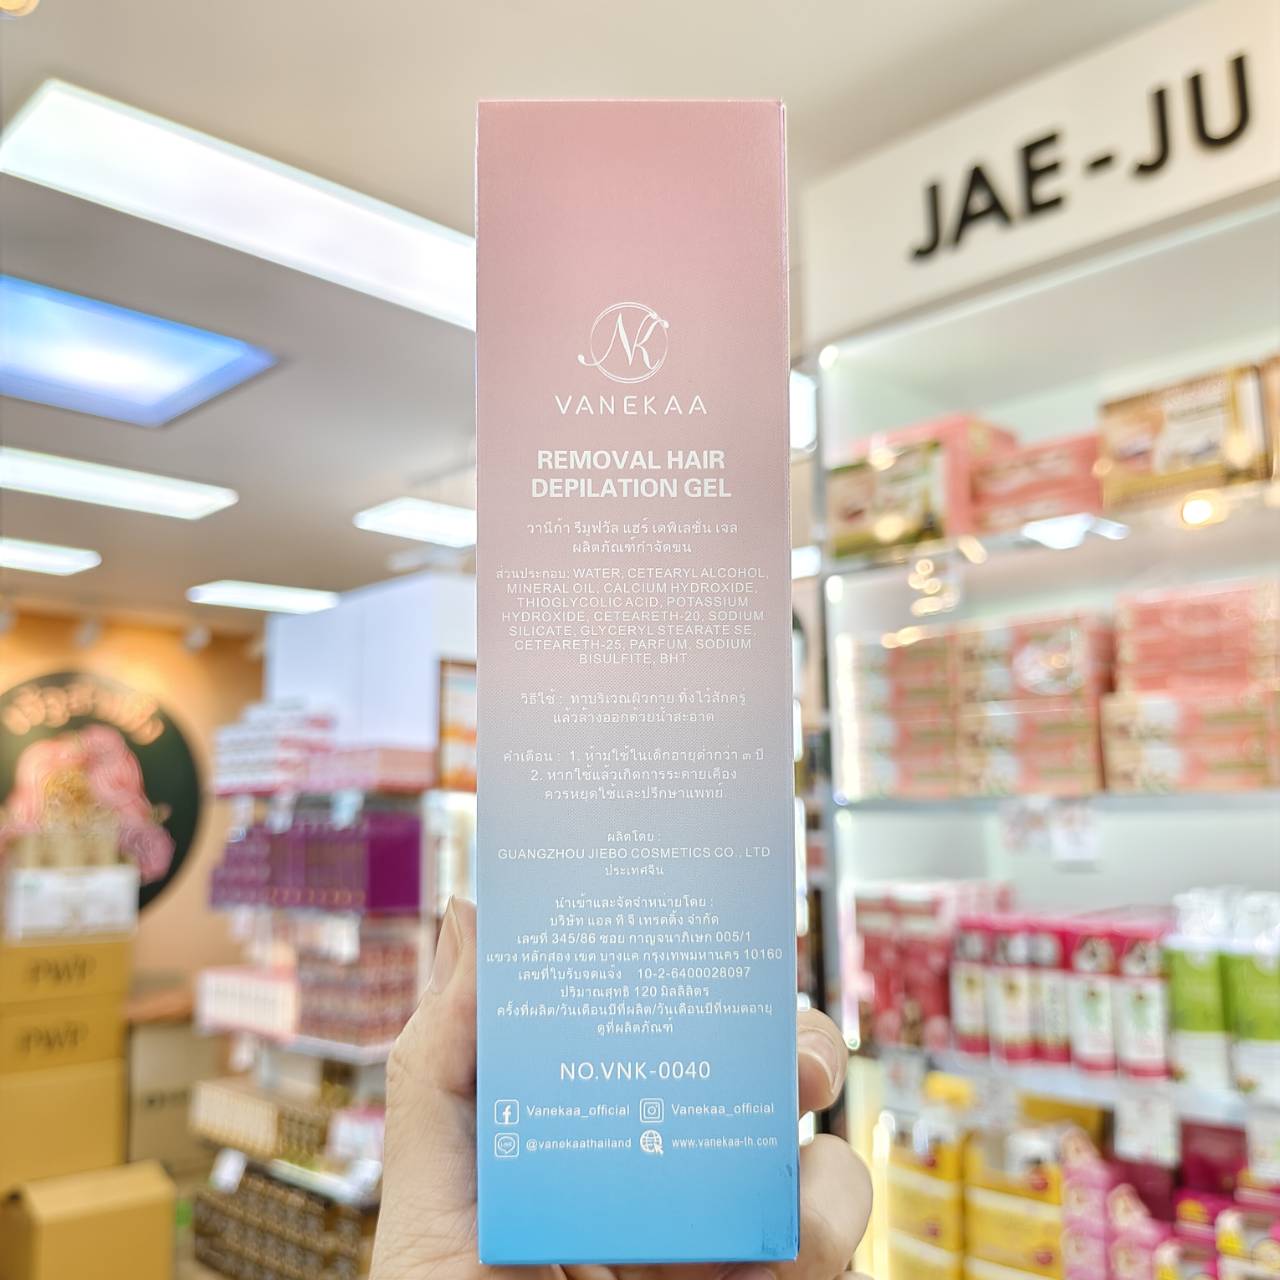 JAE-JU
NK
VANEKAA
REMOVAL HAIR
DEPILATION GEL
วานีก้า รีมูฟวัล แฮร์ เดพิเลชั่น เจล
ผลิตภัณฑ์กำจัดขน
ส่วนประกอบ: WATER, CETEARYL ALCOHOL,
MINERAL OIL, CALCIUM HYDROXIDE,
THIOGLYCOLIC ACID, POTASSIUM
HYDROXIDE, CETEARETH-20, SODIUM
SILICATE, GLYCERYL STEARATE SE,
CETEARETH-25, PARFUM, SODIUM
BISULFITE, BHT
วิธีใช้ : ทาบริเวณผิวกาย ทิ้งไว้สักครู่
แล้วล้างออกด้วยน้ำสะอาด
คำเตือน : 1. ห้ามใช้ในเด็กอายุต่ำกว่า ๓ ปี
2. หากใช้แล้วเกิดการระคายเคือง
ควรหยุดใช้และปรึกษาแพทย์
ผลิตโดย :
GUANGZHOU JIEBO COSMETICS CO., LTD
ประเทศจีน
นำเข้าและจัดจำหน่ายโดย :
บริษัท แอล ที จี เทรดดิ้ง จำกัด
เลขที่ 345/86 ซอย กาญจนาภิเษก 005/1
แขวง หลักสอง เขต บางแค กรุงเทพมหานคร 10160
เลขที่ใบรับจดแจ้ง 10-2-6400028097
ปริมาณสุทธิ 120 มิลลิลิตร
ครั้งที่ผลิต/วันเดือนปีที่ผลิต/วันเดือนปีที่หมดอายุ
ดูที่ผลิตภัณฑ์
NO.VNK-0040
Vanekaa_official Vanekaa_official
LINE @vanekaathailand www.vanekaa-th.com
PWP
PWP